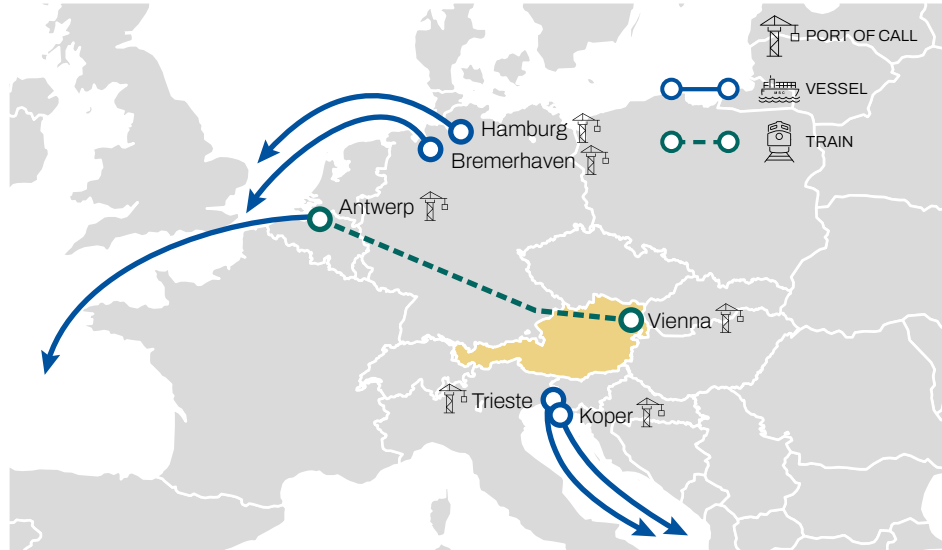 PORT OF CALL
VESSEL
TRAIN
Hamburg
Bremerhaven
Antwerp
Vienna
Trieste
Koper